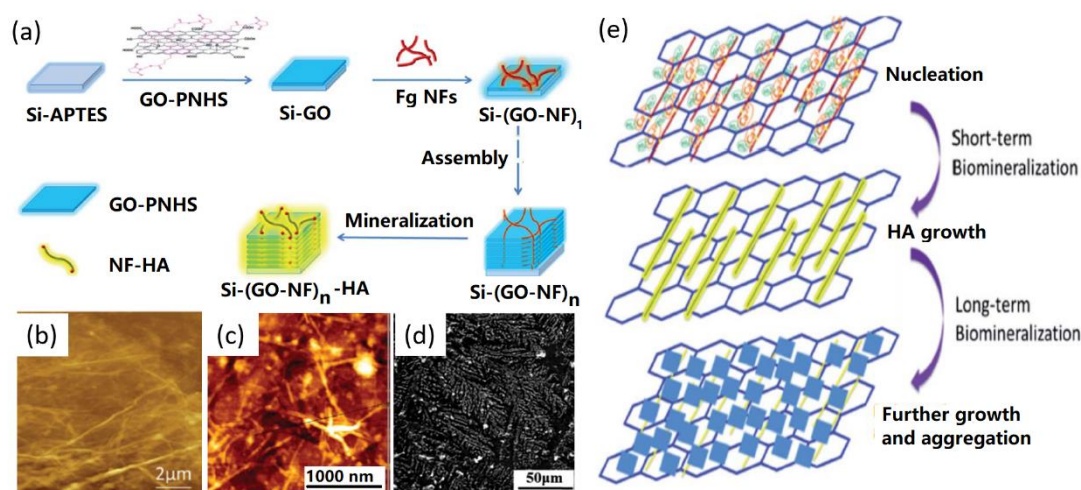 (a)
GO-PNHS
Fg NFs
Si-APTES
Si-GO
Si-(GO-NF)1
Assembly
GO-PNHS
Mineralization
NF-HA
Si-(GO-NF)n-HA
Si-(GO-NF)n
(b)
2μm
(c)
1000 nm
(d)
50μm
(e)
Nucleation
Short-term
Biomineralization
HA growth
Long-term
Biomineralization
Further growth
and aggregation